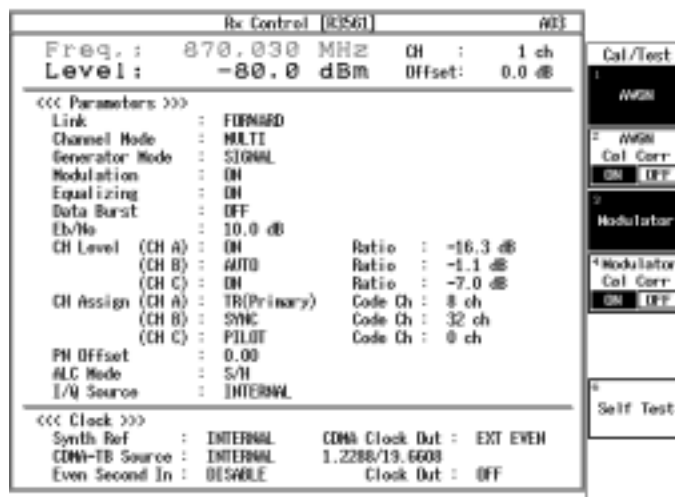 Rx Control [R3561] A03
Freq.: 870.030 MHz CH : 1 ch
Level: -80.0 dBm Offset: 0.0 dB
<<< Parameters >>>
Link : FORWARD
Channel Mode : MULTI
Generator Mode : SIGNAL
Modulation : ON
Equalizing : ON
Data Burst : OFF
Eb/No : 10.0 dB
CH Level (CH A) : ON Ratio : -16.3 dB
(CH B) : AUTO Ratio : -1.1 dB
(CH C) : ON Ratio : -7.0 dB
CH Assign (CH A) : TR(Primary) Code Ch : 8 ch
(CH B) : SYNC Code Ch : 32 ch
(CH C) : PILOT Code Ch : 0 ch
PN Offset : 0.00
ALC Mode : S/H
I/Q Source : INTERNAL
<<< Clock >>>
Synth Ref : INTERNAL CDMA Clock Out : EXT EVEN
CDMA-TB Source : INTERNAL 1.2288/19.6608
Even Second In : DISABLE Clock Out : OFF
Cal/Test
1
AWGN
2 AWGN
Cal Corr
ON OFF
3
Modulator
4 Modulator
Cal Corr
ON OFF
Self Test